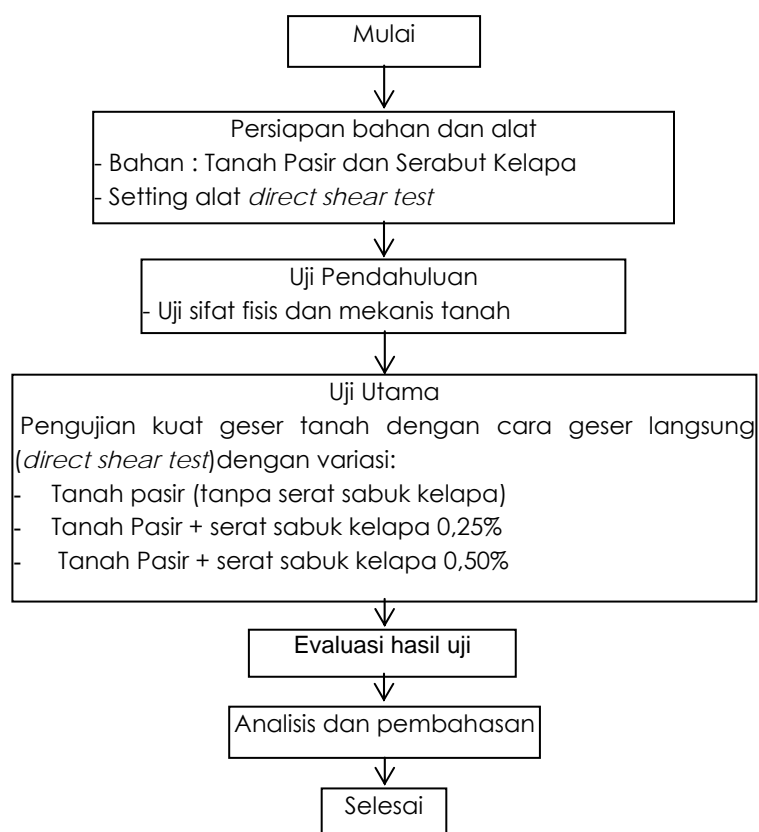 Mulai
Persiapan bahan dan alat
- Bahan : Tanah Pasir dan Serabut Kelapa
- Setting alat direct shear test
Uji Pendahuluan
- Uji sifat fisis dan mekanis tanah
Uji Utama
Pengujian kuat geser tanah dengan cara geser langsung
(direct shear test)dengan variasi:
- Tanah pasir (tanpa serat sabuk kelapa)
- Tanah Pasir + serat sabuk kelapa 0,25%
- Tanah Pasir + serat sabuk kelapa 0,50%
Evaluasi hasil uji
Analisis dan pembahasan
Selesai